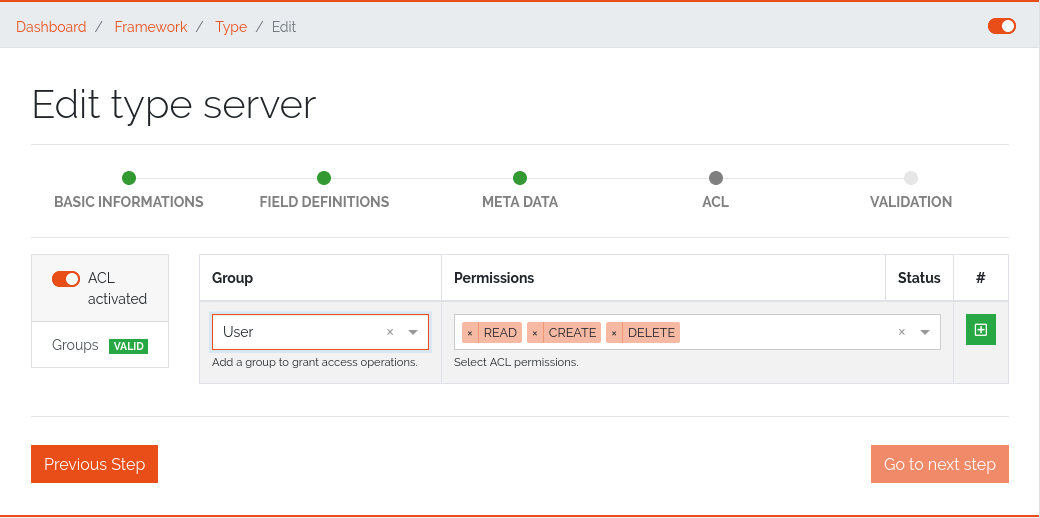 Dashboard / Framework / Type / Edit
Edit type server
BASIC INFORMATIONS FIELD DEFINITIONS META DATA ACL VALIDATION
ACL
activated
Groups VALID
Group Permissions Status #
User × × READ × CREATE × DELETE ×
Add a group to grant access operations. Select ACL permissions.
Previous Step Go to next step